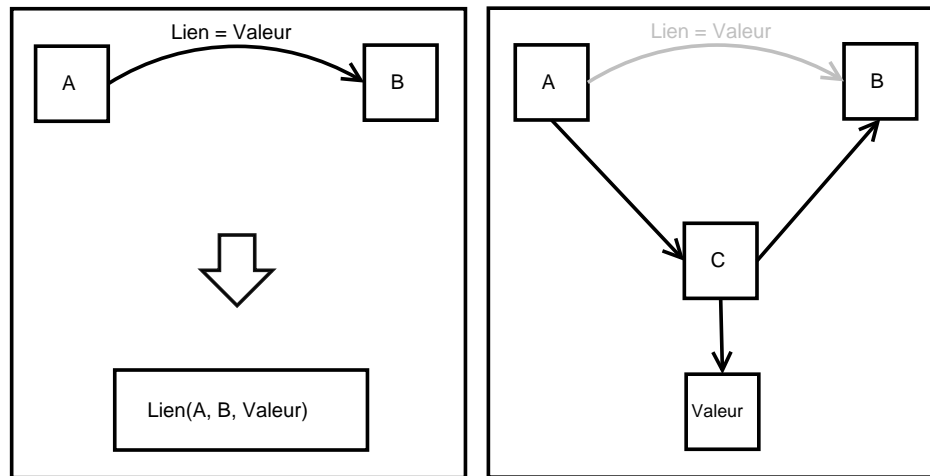 Lien = Valeur
A
B
Lien(A, B, Valeur)
Lien = Valeur
A
B
C
Valeur